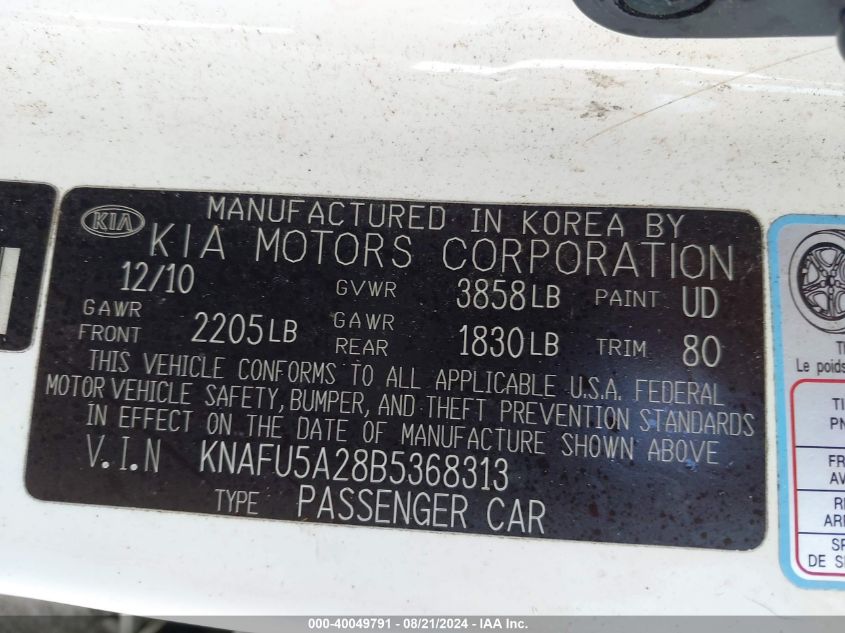 KIA
MANUFACTURED IN KOREA BY
KIA MOTORS CORPORATION
12/10 GVWR 3858LB PAINT UD
GAWR FRONT 2205LB GAWR REAR 1830LB TRIM 80
THIS VEHICLE CONFORMS TO ALL APPLICABLE U.S.A. FEDERAL
MOTOR VEHICLE SAFETY, BUMPER, AND THEFT PREVENTION STANDARDS
IN EFFECT ON THE DATE OF MANUFACTURE SHOWN ABOVE
V.I.N KNAFU5A28B5368313
TYPE PASSENGER CAR
Le poids
DE
000-40049791 - 08/21/2024 - IAA Inc.